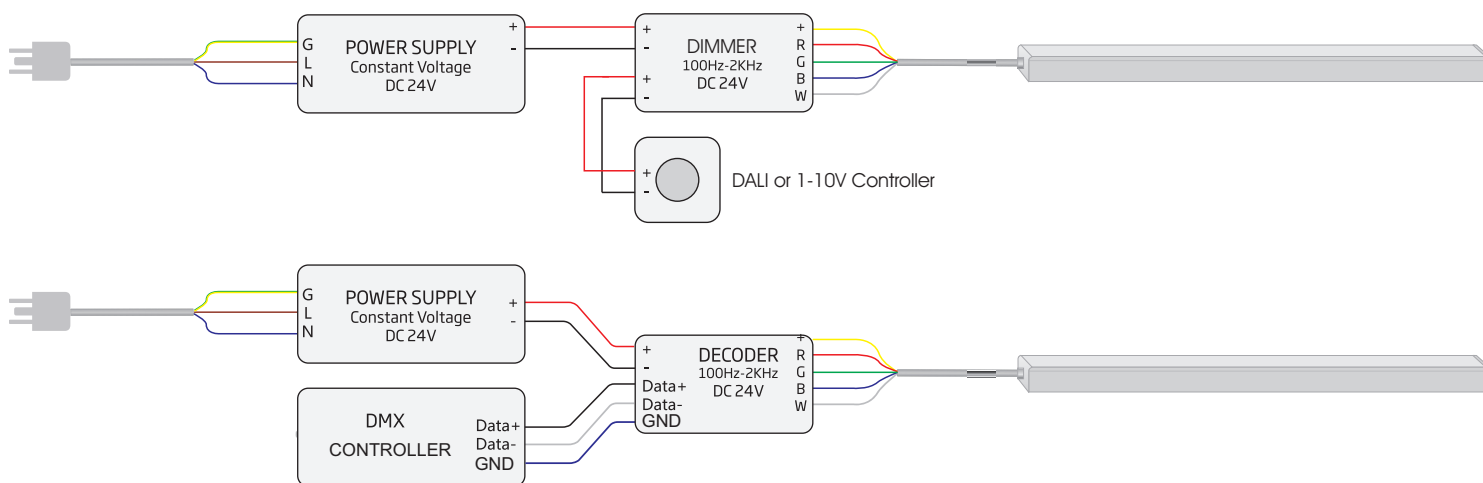 G
L
N
POWER SUPPLY
Constant Voltage
DC 24V
+
-
+
-
+
-
DIMMER
100Hz-2KHz
DC 24V
+
R
G
B
W
+
-
DALI or 1-10V Controller
G
L
N
POWER SUPPLY
Constant Voltage
DC 24V
+
-
+
-
Data+
Data-
GND
DECODER
100Hz-2KHz
DC 24V
+
R
G
B
W
DMX
CONTROLLER
Data+
Data-
GND